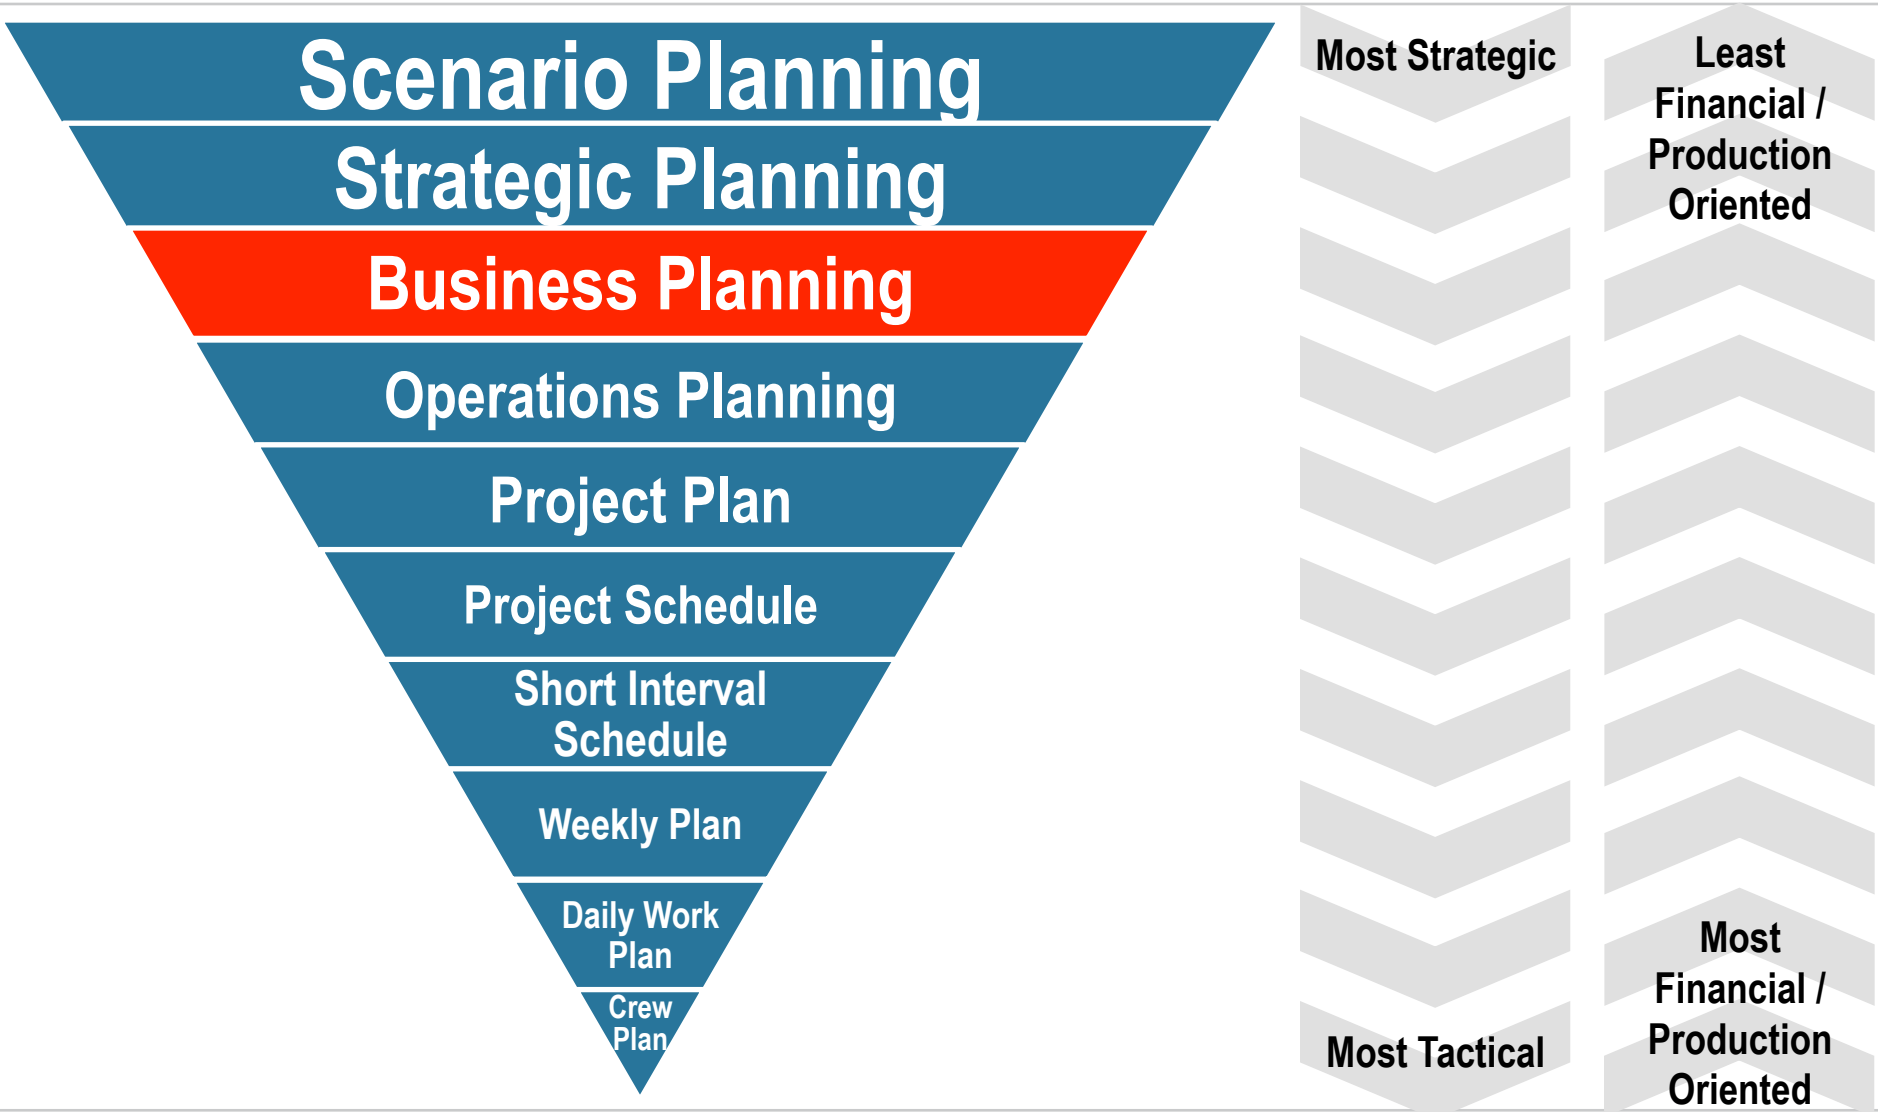 Scenario Planning
Strategic Planning
Business Planning
Operations Planning
Project Plan
Project Schedule
Short Interval
Schedule
Weekly Plan
Daily Work
Plan
Crew
Plan
Most Strategic
Most Tactical
Least
Financial /
Production
Oriented
Most
Financial /
Production
Oriented